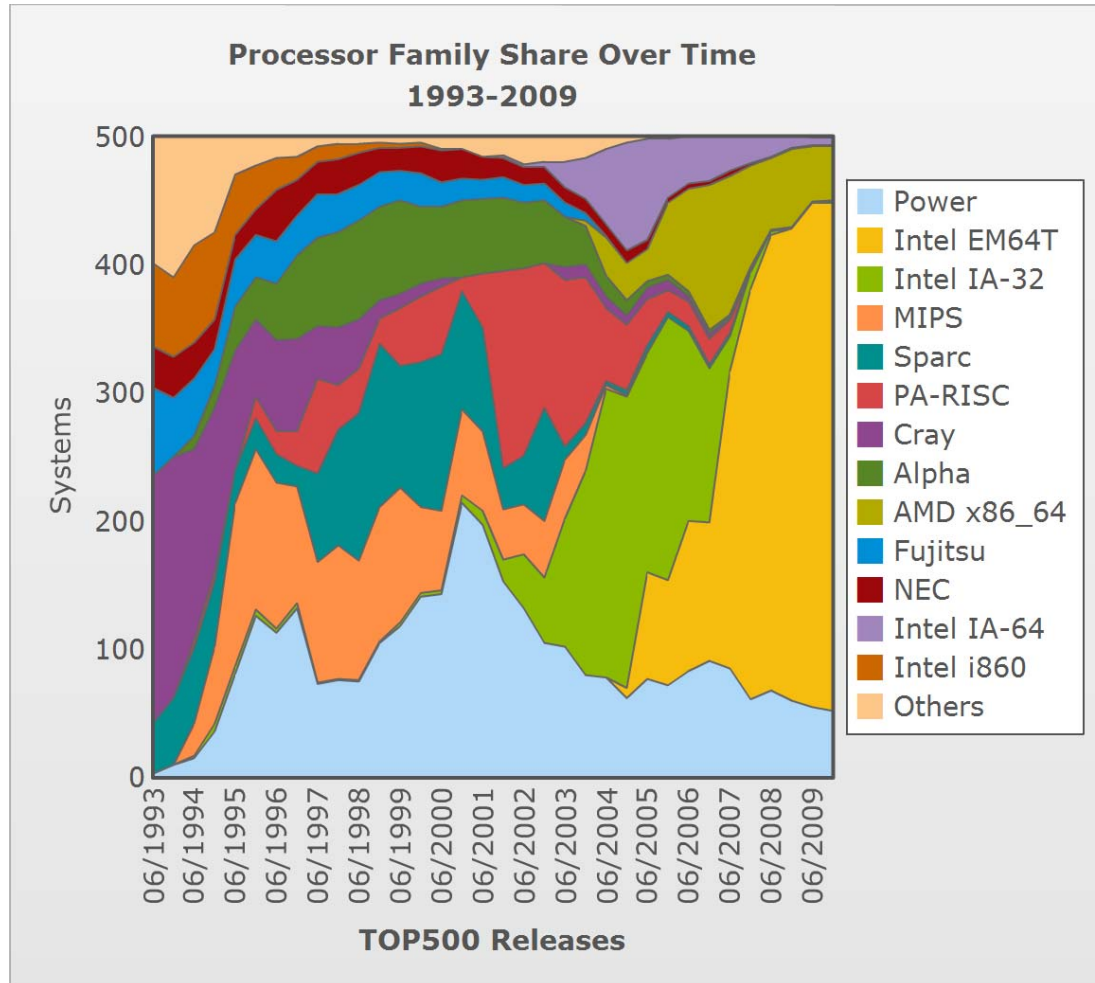 Processor Family Share Over Time
1993-2009
500
400
300
200
100
0
Systems
06/1993
06/1994
06/1995
06/1996
06/1997
06/1998
06/1999
06/2000
06/2001
06/2002
06/2003
06/2004
06/2005
06/2006
06/2007
06/2008
06/2009
TOP500 Releases
Power
Intel EM64T
Intel IA-32
MIPS
Sparc
PA-RISC
Cray
Alpha
AMD x86_64
Fujitsu
NEC
Intel IA-64
Intel i860
Others